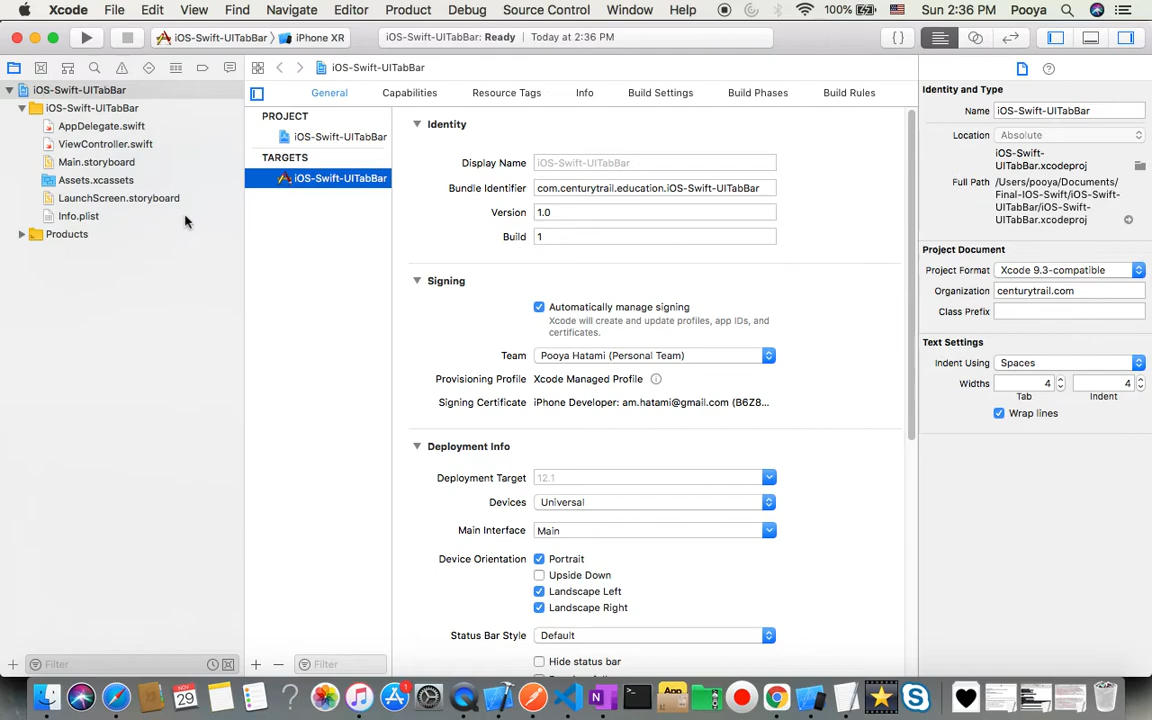 Xcode File Edit View Find Navigate Editor Product Debug Source Control Window Help 100% Sun 2:36 PM Pooya
iOS-Swift-UITabBar iPhone XR iOS-Swift-UITabBar: Ready Today at 2:36 PM
iOS-Swift-UITabBar
iOS-Swift-UITabBar
iOS-Swift-UITabBar
AppDelegate.swift
ViewController.swift
Main.storyboard
Assets.xcassets
LaunchScreen.storyboard
Info.plist
Products
Filter
General Capabilities Resource Tags Info Build Settings Build Phases Build Rules
PROJECT
iOS-Swift-UITabBar
TARGETS
iOS-Swift-UITabBar
Filter
Identity
Display Name iOS-Swift-UITabBar
Bundle Identifier com.centurytrail.education.iOS-Swift-UITabBar
Version 1.0
Build 1
Signing
Automatically manage signing
Xcode will create and update profiles, app IDs, and
certificates.
Team Pooya Hatami (Personal Team)
Provisioning Profile Xcode Managed Profile
Signing Certificate iPhone Developer: am.hatami@gmail.com (B6Z8...
Deployment Info
Deployment Target 12.1
Devices Universal
Main Interface Main
Device Orientation Portrait
Upside Down
Landscape Left
Landscape Right
Status Bar Style Default
Hide status bar
Identity and Type
Name iOS-Swift-UITabBar
Location Absolute
iOS-Swift-
UITabBar.xcodeproj
Full Path /Users/pooya/Documents/
Final-IOS-Swift/iOS-Swift-
UITabBar/iOS-Swift-
UITabBar.xcodeproj
Project Document
Project Format Xcode 9.3-compatible
Organization centurytrail.com
Class Prefix
Text Settings
Indent Using Spaces
Widths 4 4
Tab Indent
Wrap lines
NOV
29
1
App